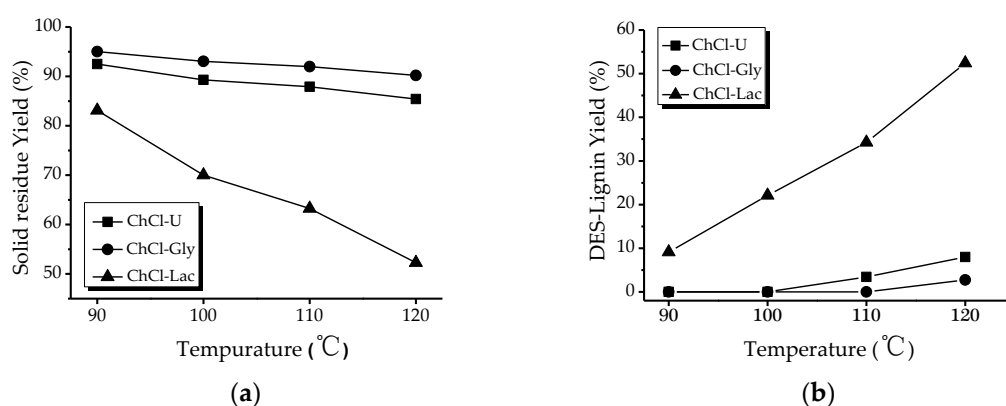 Solid residue Yield (%)
100
95
90
80
70
60
50
ChCl-U
ChCl-Gly
ChCl-Lac
90 100 110 120
Tempurature (℃)
(a)
DES-Lignin Yield (%)
60
50
40
30
20
10
0
ChCl-U
ChCl-Gly
ChCl-Lac
90 100 110 120
Temperature (℃)
(b)